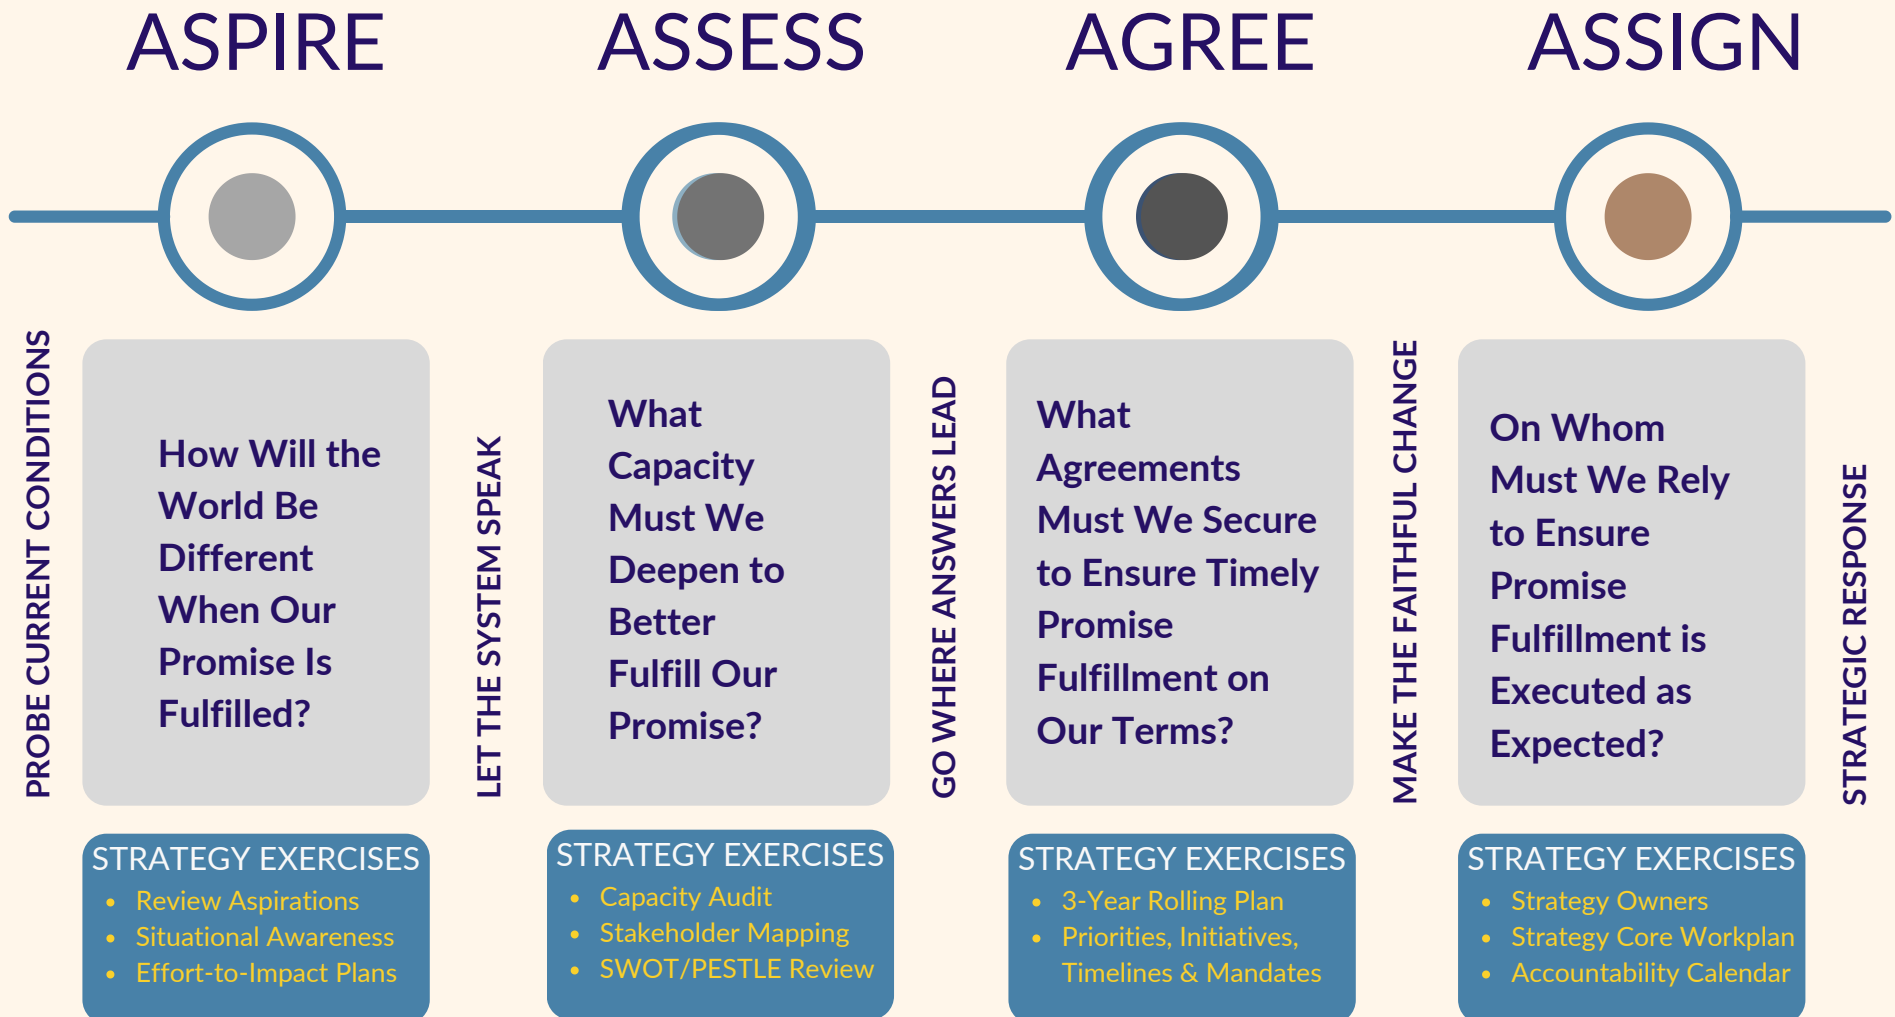 ASPIRE
ASSESS
AGREE
ASSIGN
PROBE CURRENT CONDITIONS
How Will the
World Be
Different
When Our
Promise Is
Fulfilled?
LET THE SYSTEM SPEAK
What
Capacity
Must We
Deepen to
Better
Fulfill Our
Promise?
GO WHERE ANSWERS LEAD
What
Agreements
Must We Secure
to Ensure Timely
Promise
Fulfillment on
Our Terms?
MAKE THE FAITHFUL CHANGE
On Whom
Must We Rely
to Ensure
Promise
Fulfillment is
Executed as
Expected?
STRATEGIC RESPONSE
STRATEGY EXERCISES
• Review Aspirations
• Situational Awareness
• Effort-to-Impact Plans
STRATEGY EXERCISES
• Capacity Audit
• Stakeholder Mapping
• SWOT/PESTLE Review
STRATEGY EXERCISES
• 3-Year Rolling Plan
• Priorities, Initiatives,
Timelines & Mandates
STRATEGY EXERCISES
• Strategy Owners
• Strategy Core Workplan
• Accountability Calendar